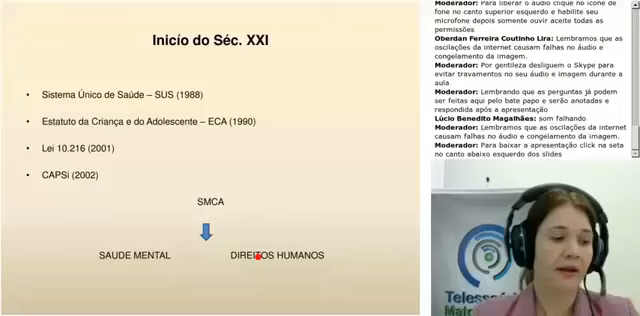 Inicío do Séc. XXI
• Sistema Único de Saúde – SUS (1988)
• Estatuto da Criança e do Adolescente – ECA (1990)
• Lei 10.216 (2001)
• CAPSi (2002)
SMCA
SAUDE MENTAL
DIREITOS HUMANOS
Moderador: Para liberar o áudio clique no ícone de
fone no canto superior esquerdo e habilite seu
microfone depois somente ouvir aceite todas as
permissões
Oberdan Ferreira Coutinho Lira: Lembramos que as
oscilações da internet causam falhas no áudio e
congelamento da imagem.
Moderador: Por gentileza desliguem o Skype para
evitar travamentos no seu áudio e imagem durante a
aula
Moderador: Lembrando que as perguntas já podem
ser feitas aqui pelo bate papo e serão anotadas e
respondida após a apresentação
Lúcio Benedito Magalhães: som falhando
Moderador: Lembramos que as oscilações da internet
causam falhas no áudio e congelamento da imagem.
Moderador: Para baixar a apresentação click na seta
no canto abaixo esquerdo dos slides